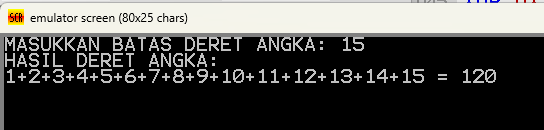 emulator screen (80x25 chars)
MASUKKAN BATAS DERET ANGKA: 15
HASIL DERET ANGKA:
1+2+3+4+5+6+7+8+9+10+11+12+13+14+15 = 120